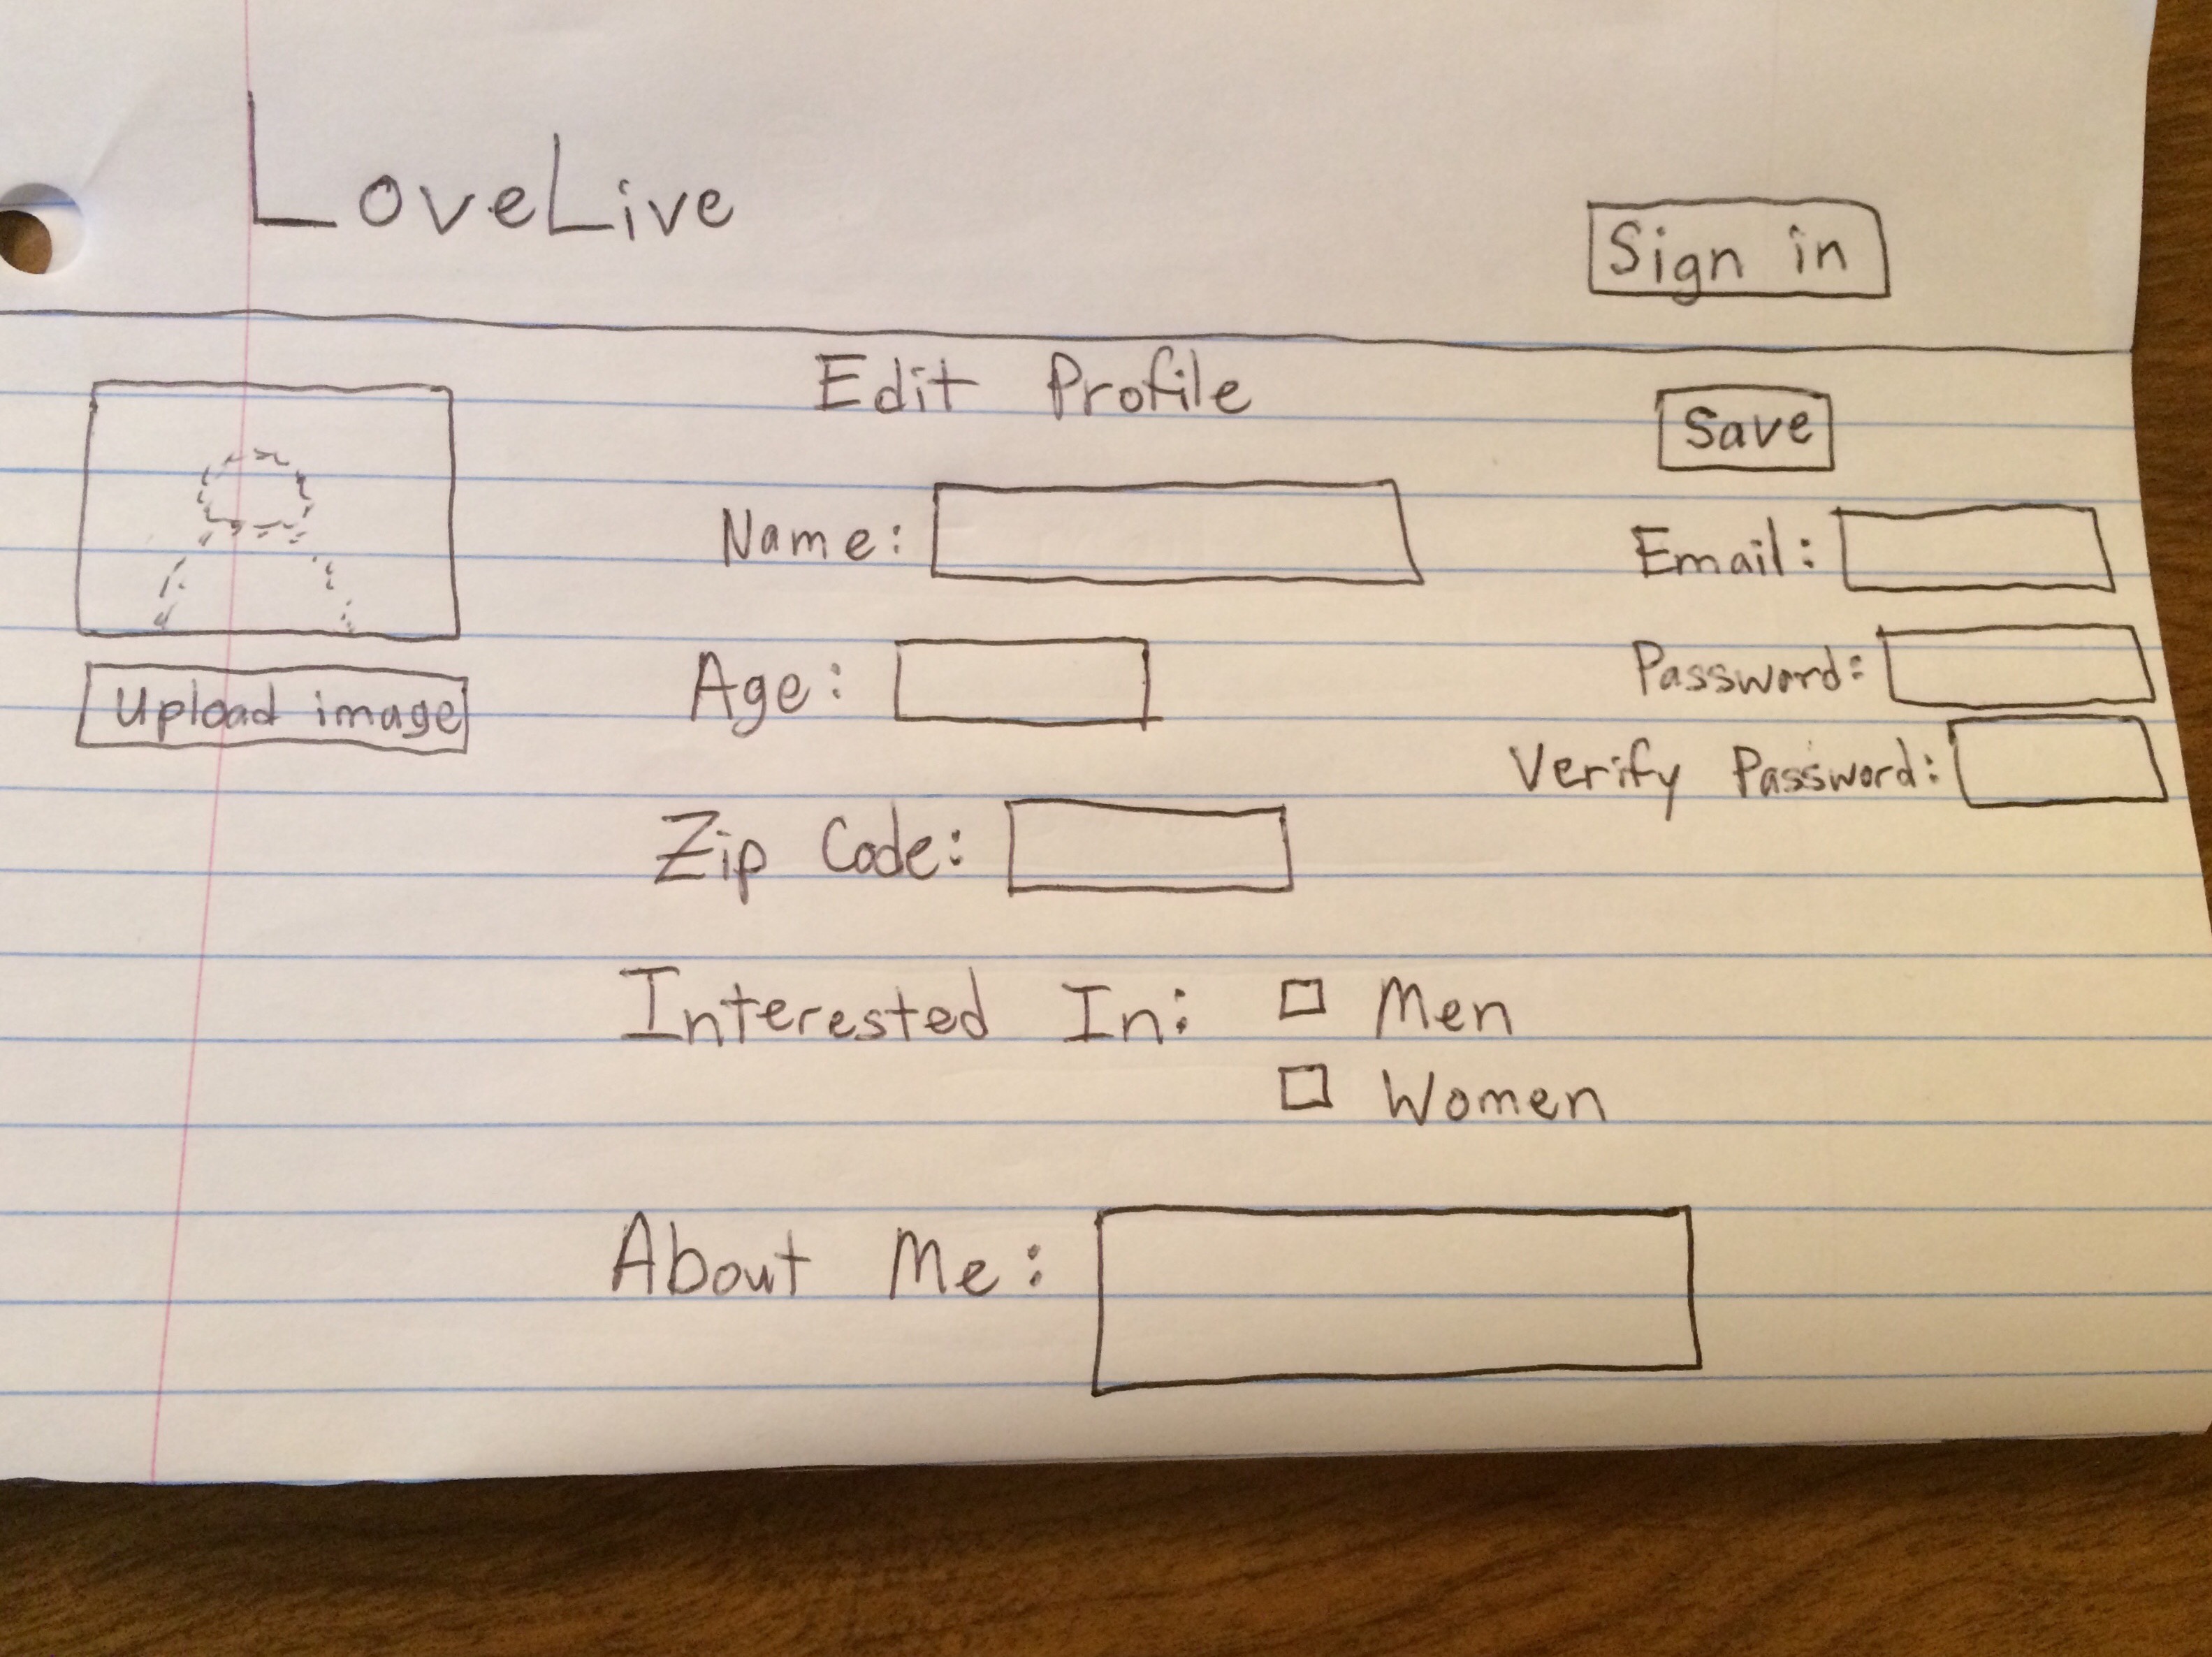 LoveLive
Sign in
Edit Profile
Save
Name:
Email:
Upload image
Age:
Password:
Verify Password:
Zip Code:
Interested In: Men
Women
About Me: